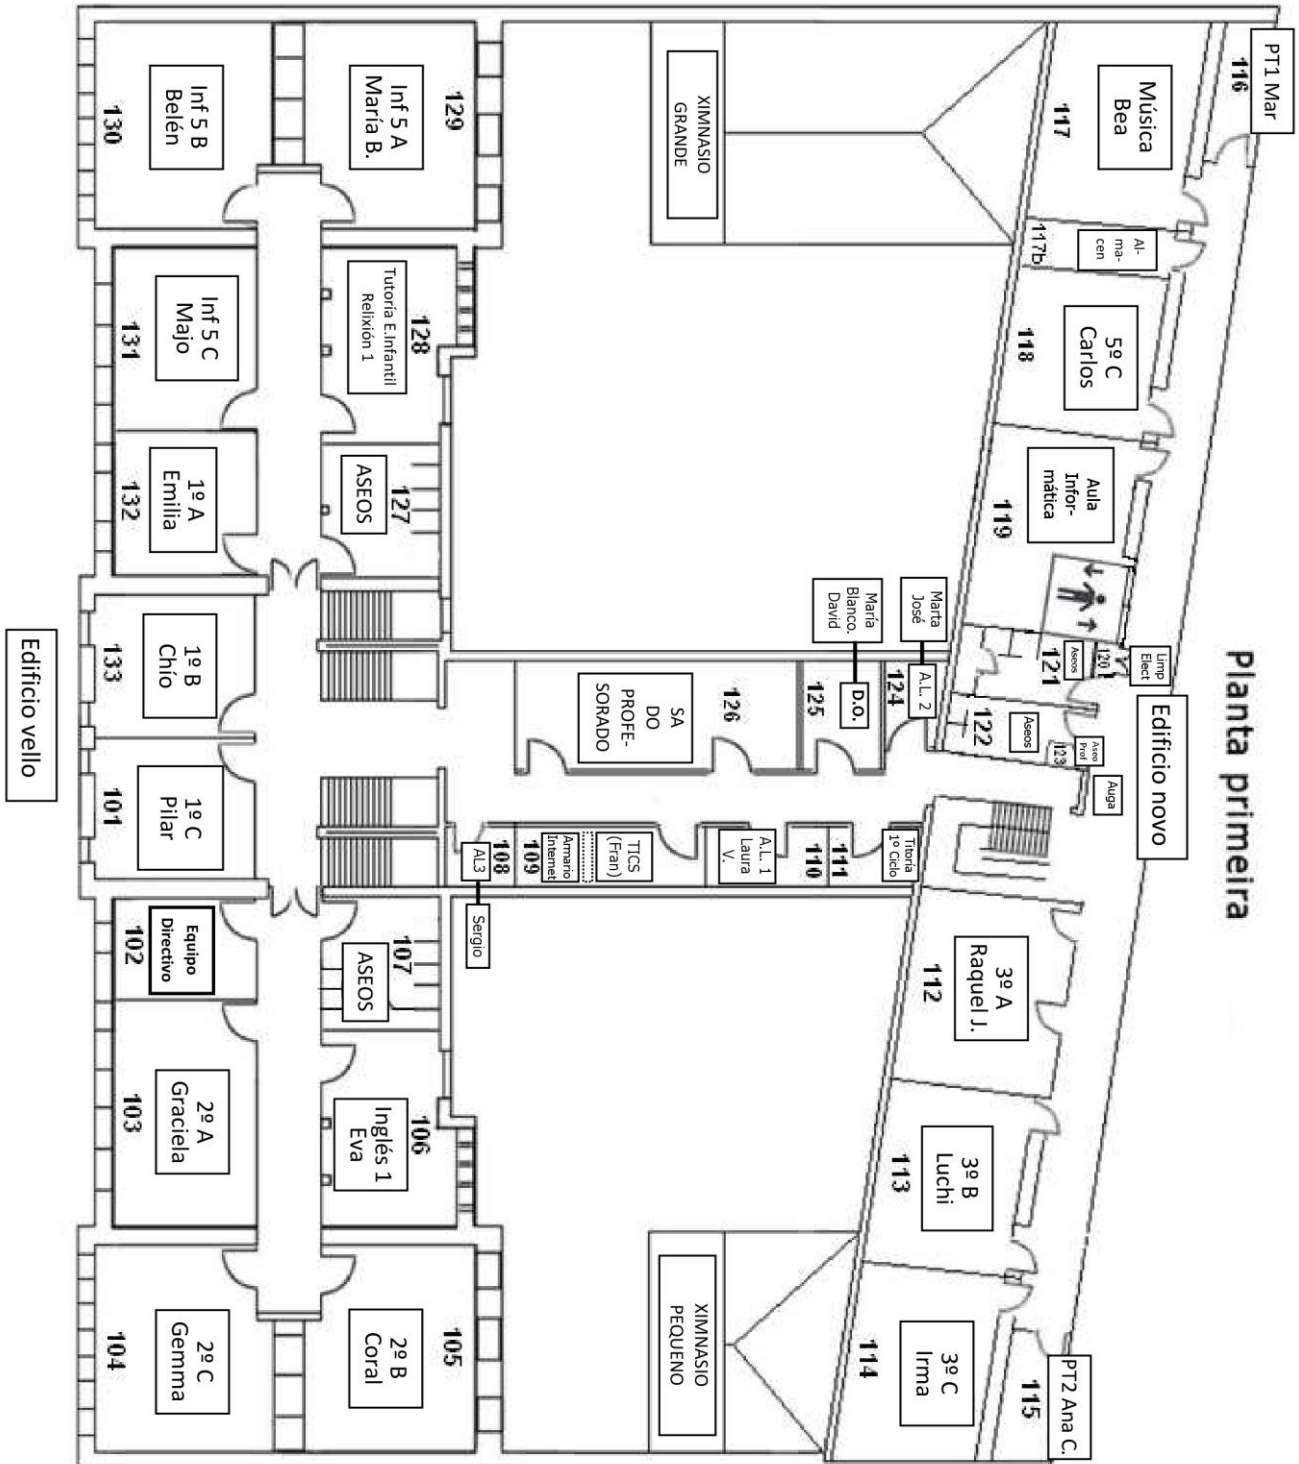 Planta primeira
Edificio novo
PT1 Mar
116
Música
Bea
117
Al-
ma-
cen
117b
5º C
Carlos
118
Aula
Infor-
mática
119
Limp
Elect
120
Aseos
121
Aseos
122
Aseo
Prof
123
Auga
3º A
Raquel J.
112
3º B
Luchi
113
3º C
Irma
114
PT2 Ana C.
115
XIMNASIO
GRANDE
XIMNASIO
PEQUENO
Marta
José
A.L. 2
124
María
Blanco.
David
D.O.
125
126
SA
DO
PROFE-
SORADO
Titoría
1º Ciclo
111
110
A.L. 1
Laura
V.
TICS
(Fran)
Armario
Internet
109
108
AL3
Sergio
129
Inf 5 A
María B.
128
Tutoría E.Infantil
Relixión 1
127
ASEOS
107
ASEOS
106
Inglés 1
Eva
105
2º B
Coral
Inf 5 B
Belén
130
Inf 5 C
Majo
131
1º A
Emilia
132
1º B
Chío
133
1º C
Pilar
101
Equipo
Directivo
102
2º A
Graciela
103
2º C
Gemma
104
Edificio vello